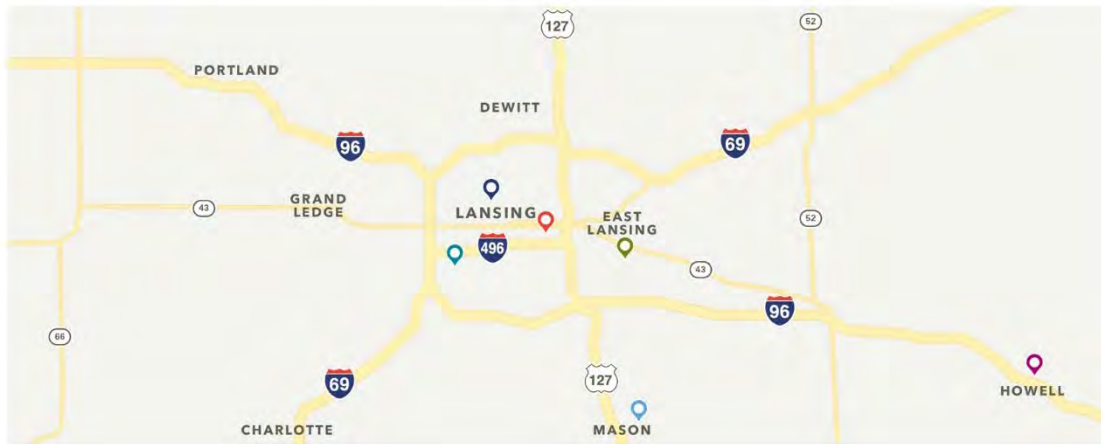 127
52
PORTLAND
DEWITT
96
69
GRAND
LEDGE
43
LANSING
EAST
LANSING
52
496
43
96
66
69
127
HOWELL
CHARLOTTE
MASON